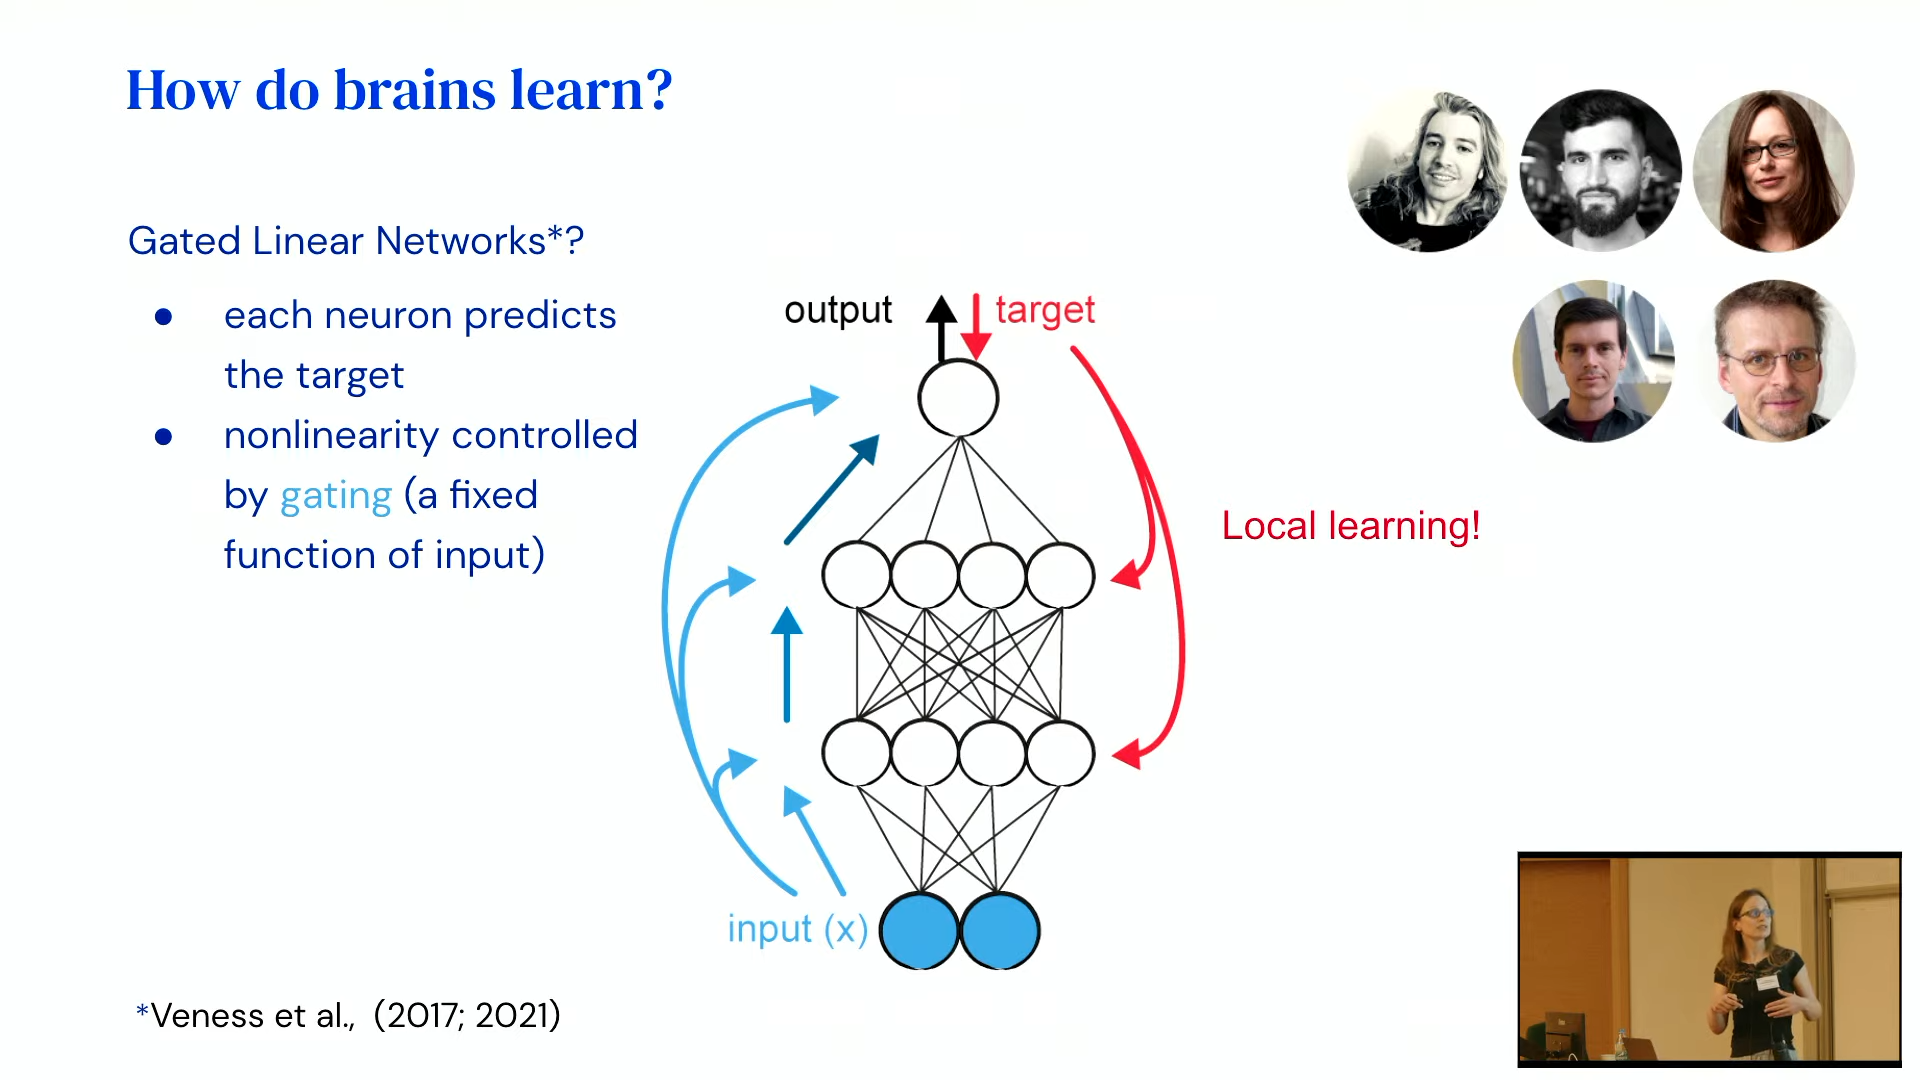 How do brains learn?
Gated Linear Networks*?
● each neuron predicts
the target
● nonlinearity controlled
by gating (a fixed
function of input)
output
target
Local learning!
input (x)
*Veness et al., (2017; 2021)